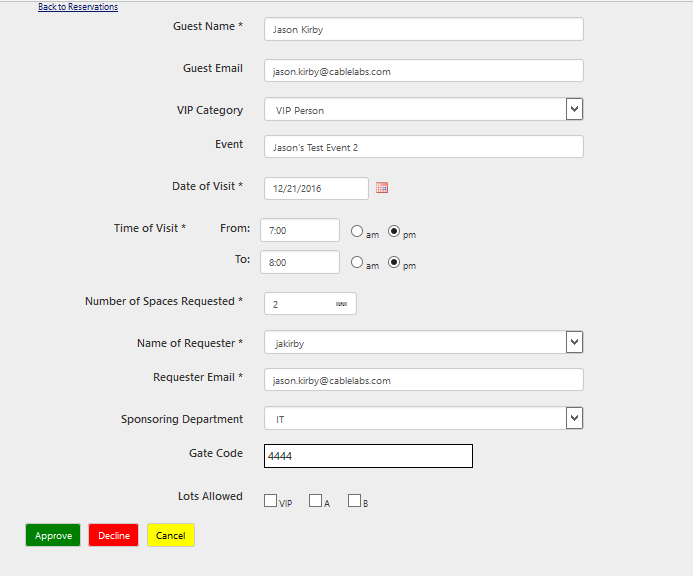 Back to Reservations
Guest Name * Jason Kirby
Guest Email jason.kirby@cablelabs.com
VIP Category VIP Person
Event Jason's Test Event 2
Date of Visit * 12/21/2016
Time of Visit * From: 7:00 am pm
To: 8:00 am pm
Number of Spaces Requested * 2
Name of Requester * jakirby
Requester Email * jason.kirby@cablelabs.com
Sponsoring Department IT
Gate Code 4444
Lots Allowed VIP A B
Approve Decline Cancel